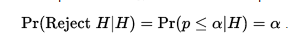 Pr(Reject H|H) = Pr(p ≤ α|H) = α .